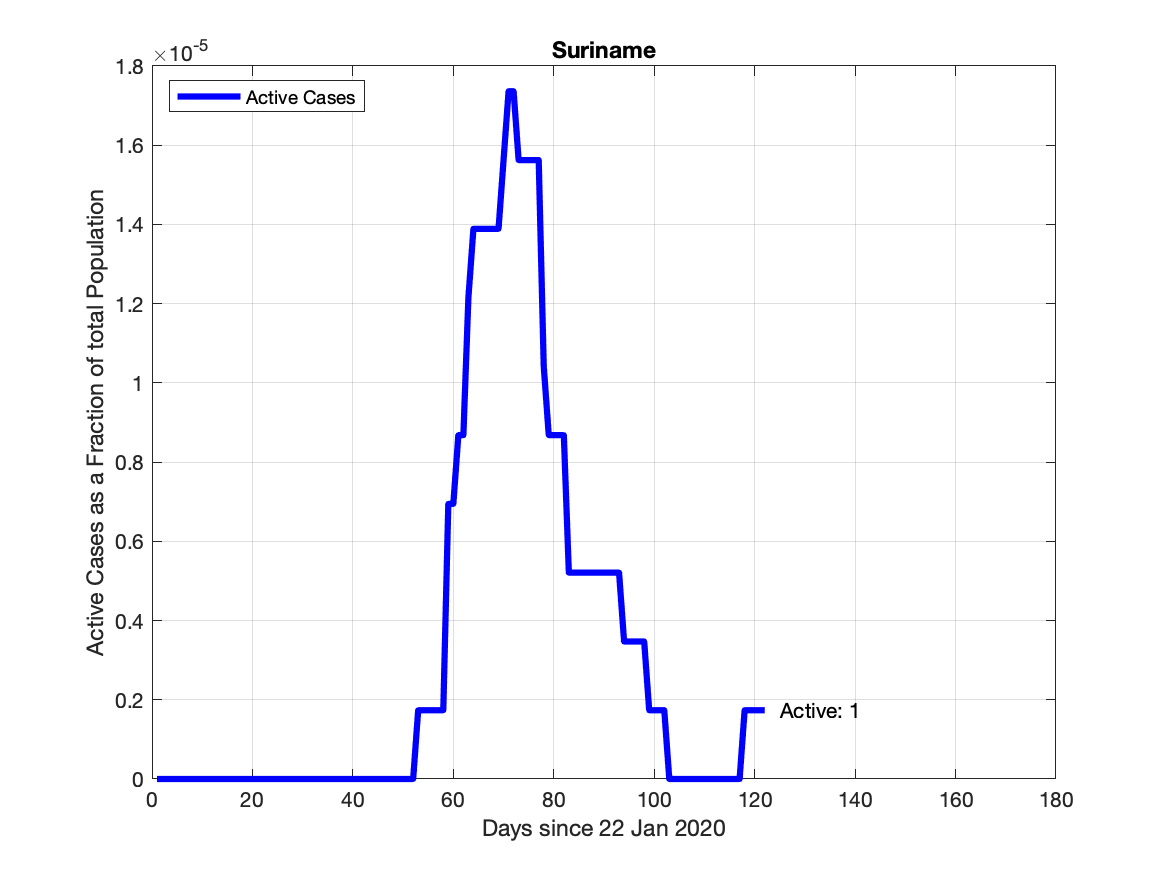 Suriname
×10-5
Active Cases
1.8
1.6
1.4
1.2
1
0.8
0.6
0.4
0.2
0
Active Cases as a Fraction of total Population
Active: 1
0 20 40 60 80 100 120 140 160 180
Days since 22 Jan 2020